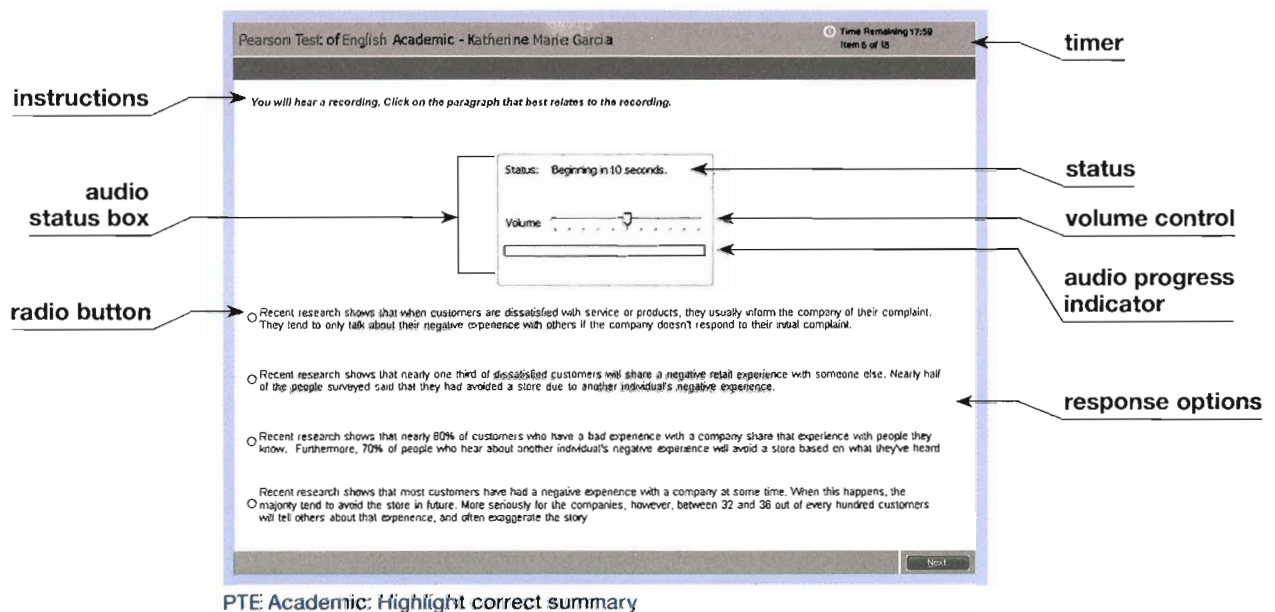 Pearson Test of English Academic - Katherine Marie Garcia
Time Remaining 17:59
Item 6 of 18
timer
instructions
You will hear a recording. Click on the paragraph that best relates to the recording.
audio
status box
Status: Beginning in 10 seconds.
status
Volume
volume control
audio progress
indicator
radio button
Recent research shows that when customers are dissatisfied with service or products, they usually inform the company of their complaint.
They tend to only talk about their negative experience with others if the company doesn't respond to their initial complaint.
Recent research shows that nearly one third of dissatisfied customers will share a negative retail experience with someone else. Nearly half
of the people surveyed said that they had avoided a store due to another individual's negative experience.
response options
Recent research shows that nearly 80% of customers who have a bad experience with a company share that experience with people they
know. Furthermore, 70% of people who hear about another individual's negative experience will avoid a store based on what they've heard
Recent research shows that most customers have had a negative experience with a company at some time. When this happens, the
majority tend to avoid the store in future. More seriously for the companies, however, between 32 and 36 out of every hundred customers
will tell others about that experience, and often exaggerate the story
Next
PTE Academic: Highlight correct summary